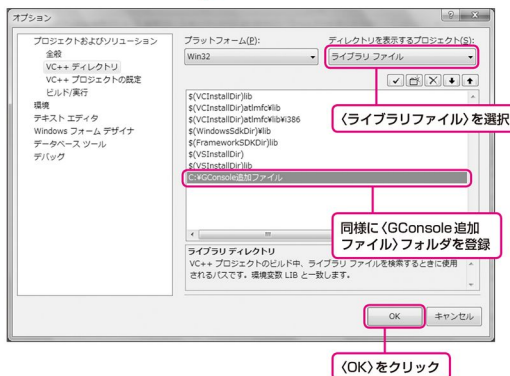 オプション
プロジェクトおよびソリューション
全般
VC++ ディレクトリ
VC++ プロジェクトの既定
ビルド/実行
環境
テキスト エディタ
Windows フォーム デザイナ
データベース ツール
デバッグ
プラットフォーム(P):
Win32
ディレクトリを表示するプロジェクト(S):
ライブラリ ファイル
〈ライブラリファイル〉を選択
$(VCInstallDir)lib
$(VCInstallDir)atlmfc¥lib
$(VCInstallDir)atlmfc¥lib¥i386
$(WindowsSdkDir)¥lib
$(FrameworkSDKDir)lib
$(VSInstallDir)
$(VSInstallDir)lib
C:¥GConsole追加ファイル
同様に〈GConsole追加
ファイル〉フォルダを登録
ライブラリ ディレクトリ
VC++ プロジェクトのビルド中、ライブラリ ファイルを検索するときに使用
されるパスです。環境変数 LIB と一致します。
OK
キャンセル
〈OK〉をクリック